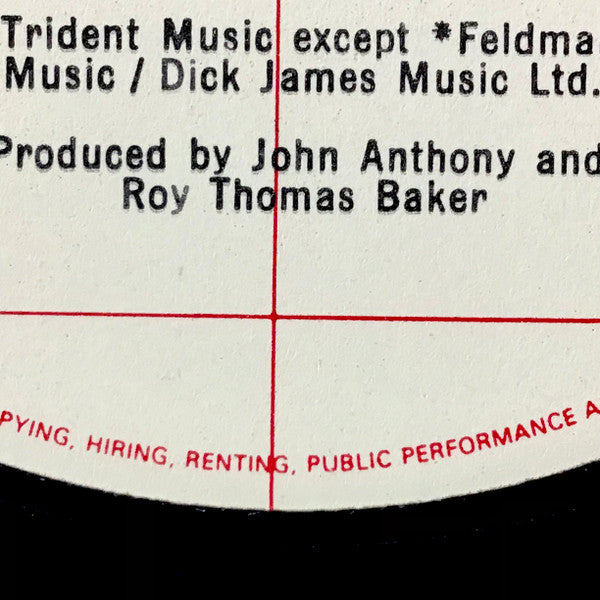 Trident Music except *Feldma
Music / Dick James Music Ltd.
Produced by John Anthony and
Roy Thomas Baker
PYING, HIRING, RENTING, PUBLIC PERFORMANCE A